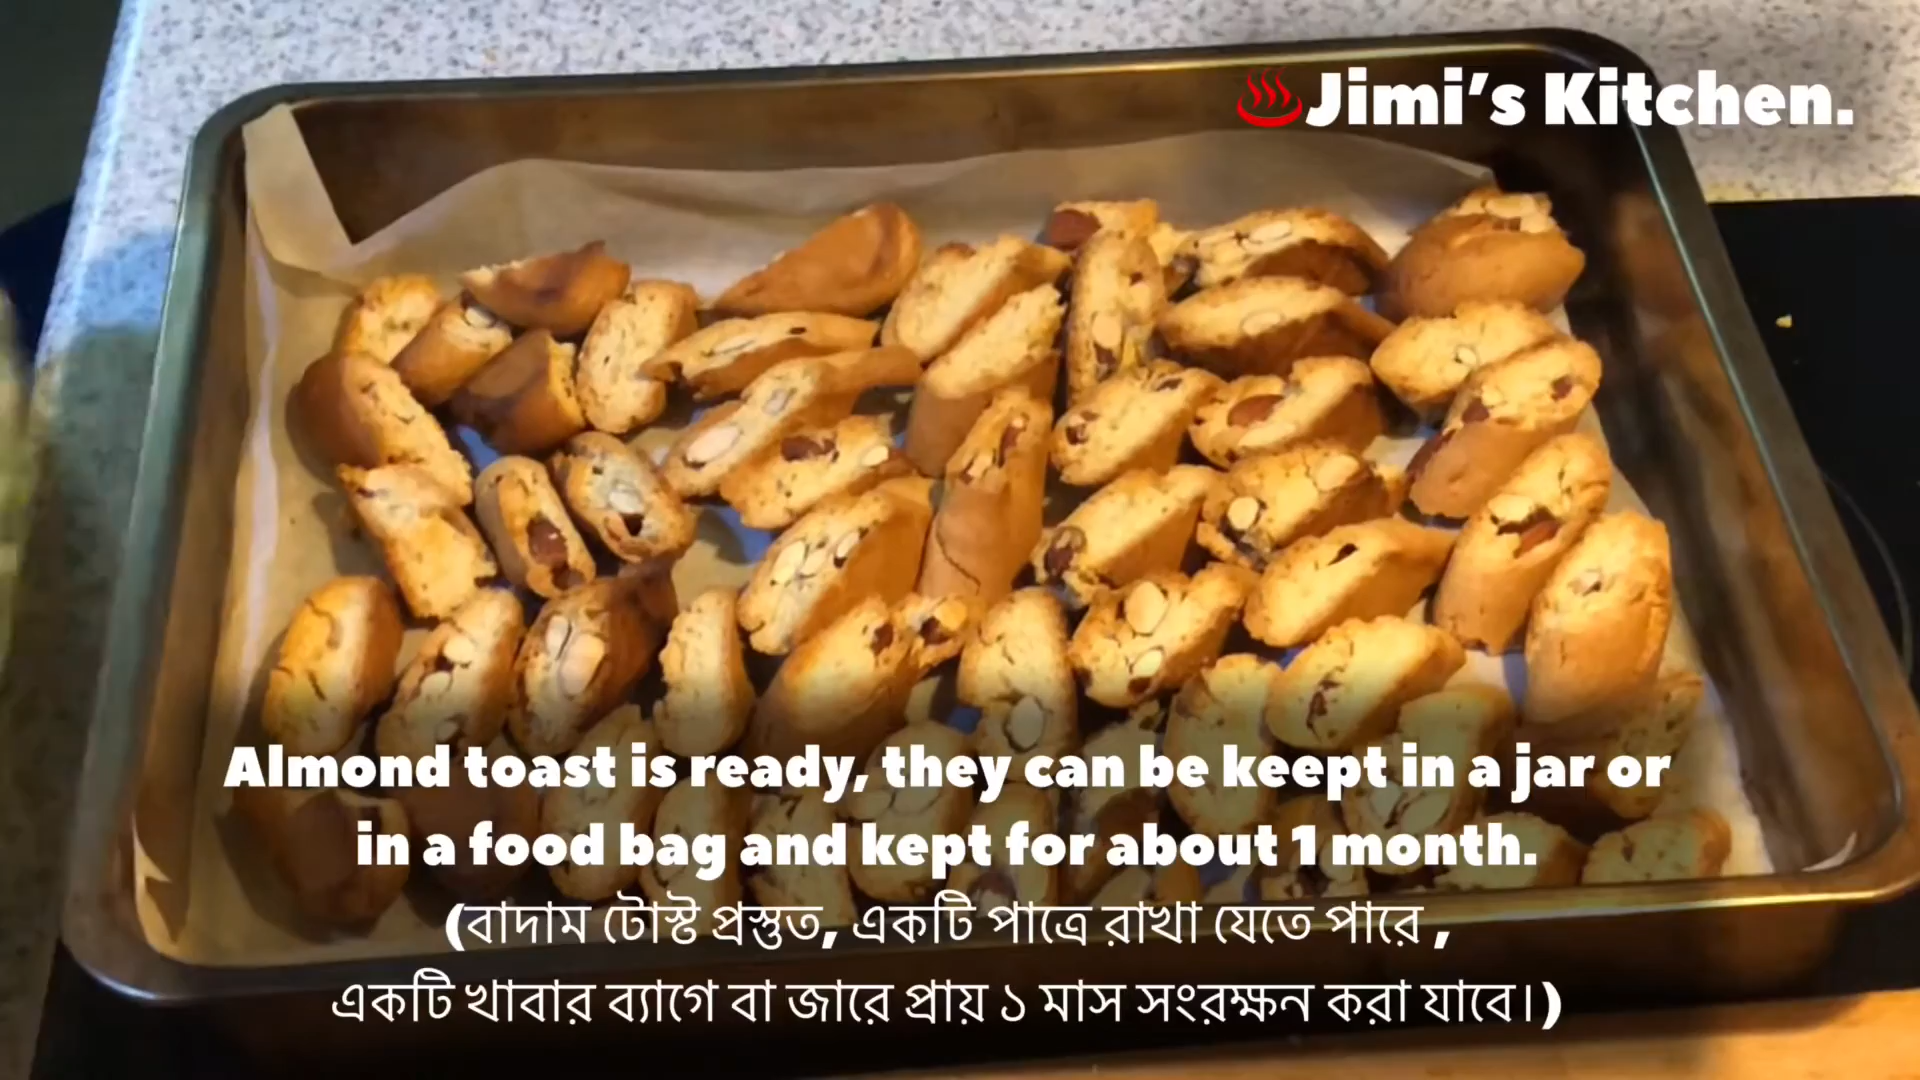 ♨Jimi's Kitchen.
Almond toast is ready, they can be keept in a jar or
in a food bag and kept for about 1 month.
(বাদাম টোস্ট প্রস্তুত, একটি পাত্রে রাখা যেতে পারে ,
একটি খাবার ব্যাগে বা জারে প্রায় ১ মাস সংরক্ষন করা যাবে।)